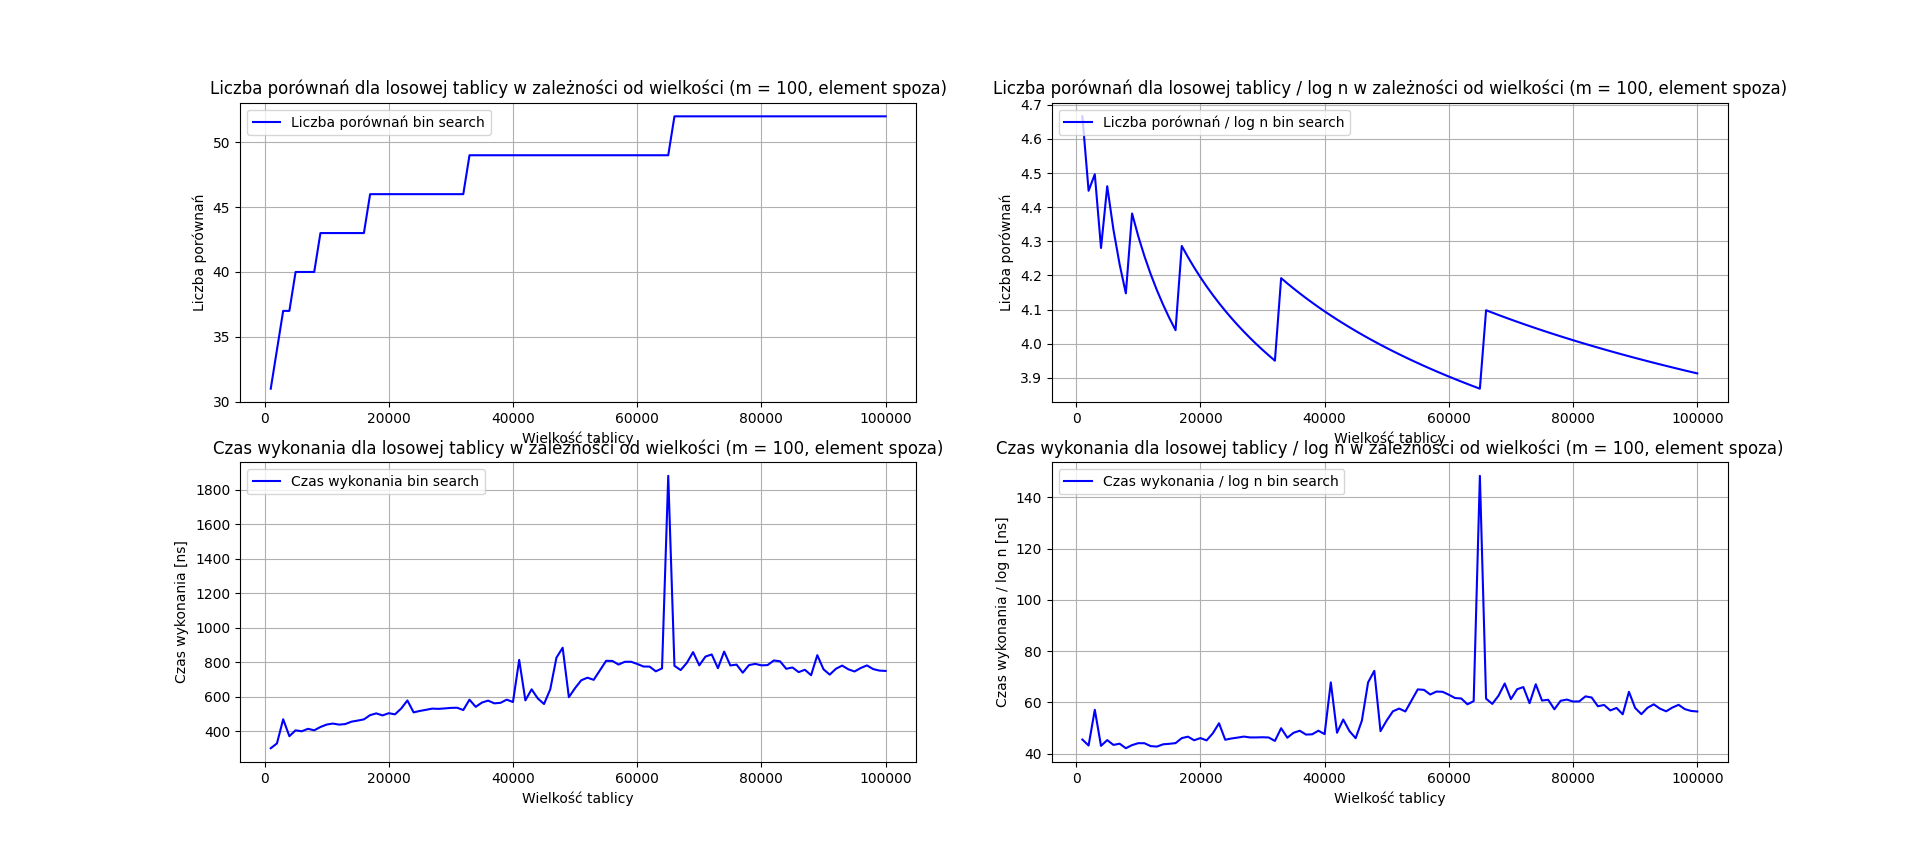 Liczba porównań dla losowej tablicy w zależności od wielkości (m = 100, element spoza)
Liczba porównań bin search
Liczba porównań
50
45
40
35
30
0 20000 40000 60000 80000 100000
Wielkość tablicy
Liczba porównań dla losowej tablicy / log n w zależności od wielkości (m = 100, element spoza)
Liczba porównań / log n bin search
Liczba porównań
4.7
4.6
4.5
4.4
4.3
4.2
4.1
4.0
3.9
0 20000 40000 60000 80000 100000
Wielkość tablicy
Czas wykonania dla losowej tablicy w zależności od wielkości (m = 100, element spoza)
Czas wykonania bin search
Czas wykonania [ns]
1800
1600
1400
1200
1000
800
600
400
0 20000 40000 60000 80000 100000
Wielkość tablicy
Czas wykonania dla losowej tablicy / log n w zależności od wielkości (m = 100, element spoza)
Czas wykonania / log n bin search
Czas wykonania / log n [ns]
140
120
100
80
60
40
0 20000 40000 60000 80000 100000
Wielkość tablicy